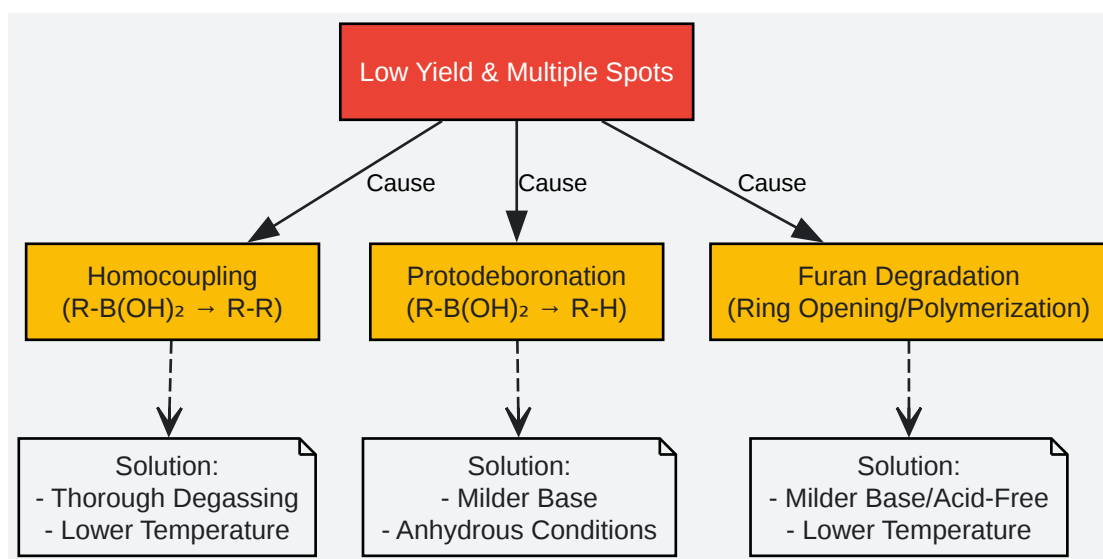 Low Yield & Multiple Spots
Cause
Cause
Cause
Homocoupling
(R-B(OH)₂ → R-R)
Protodeboronation
(R-B(OH)₂ → R-H)
Furan Degradation
(Ring Opening/Polymerization)
Solution:
- Thorough Degassing
- Lower Temperature
Solution:
- Milder Base
- Anhydrous Conditions
Solution:
- Milder Base/Acid-Free
- Lower Temperature